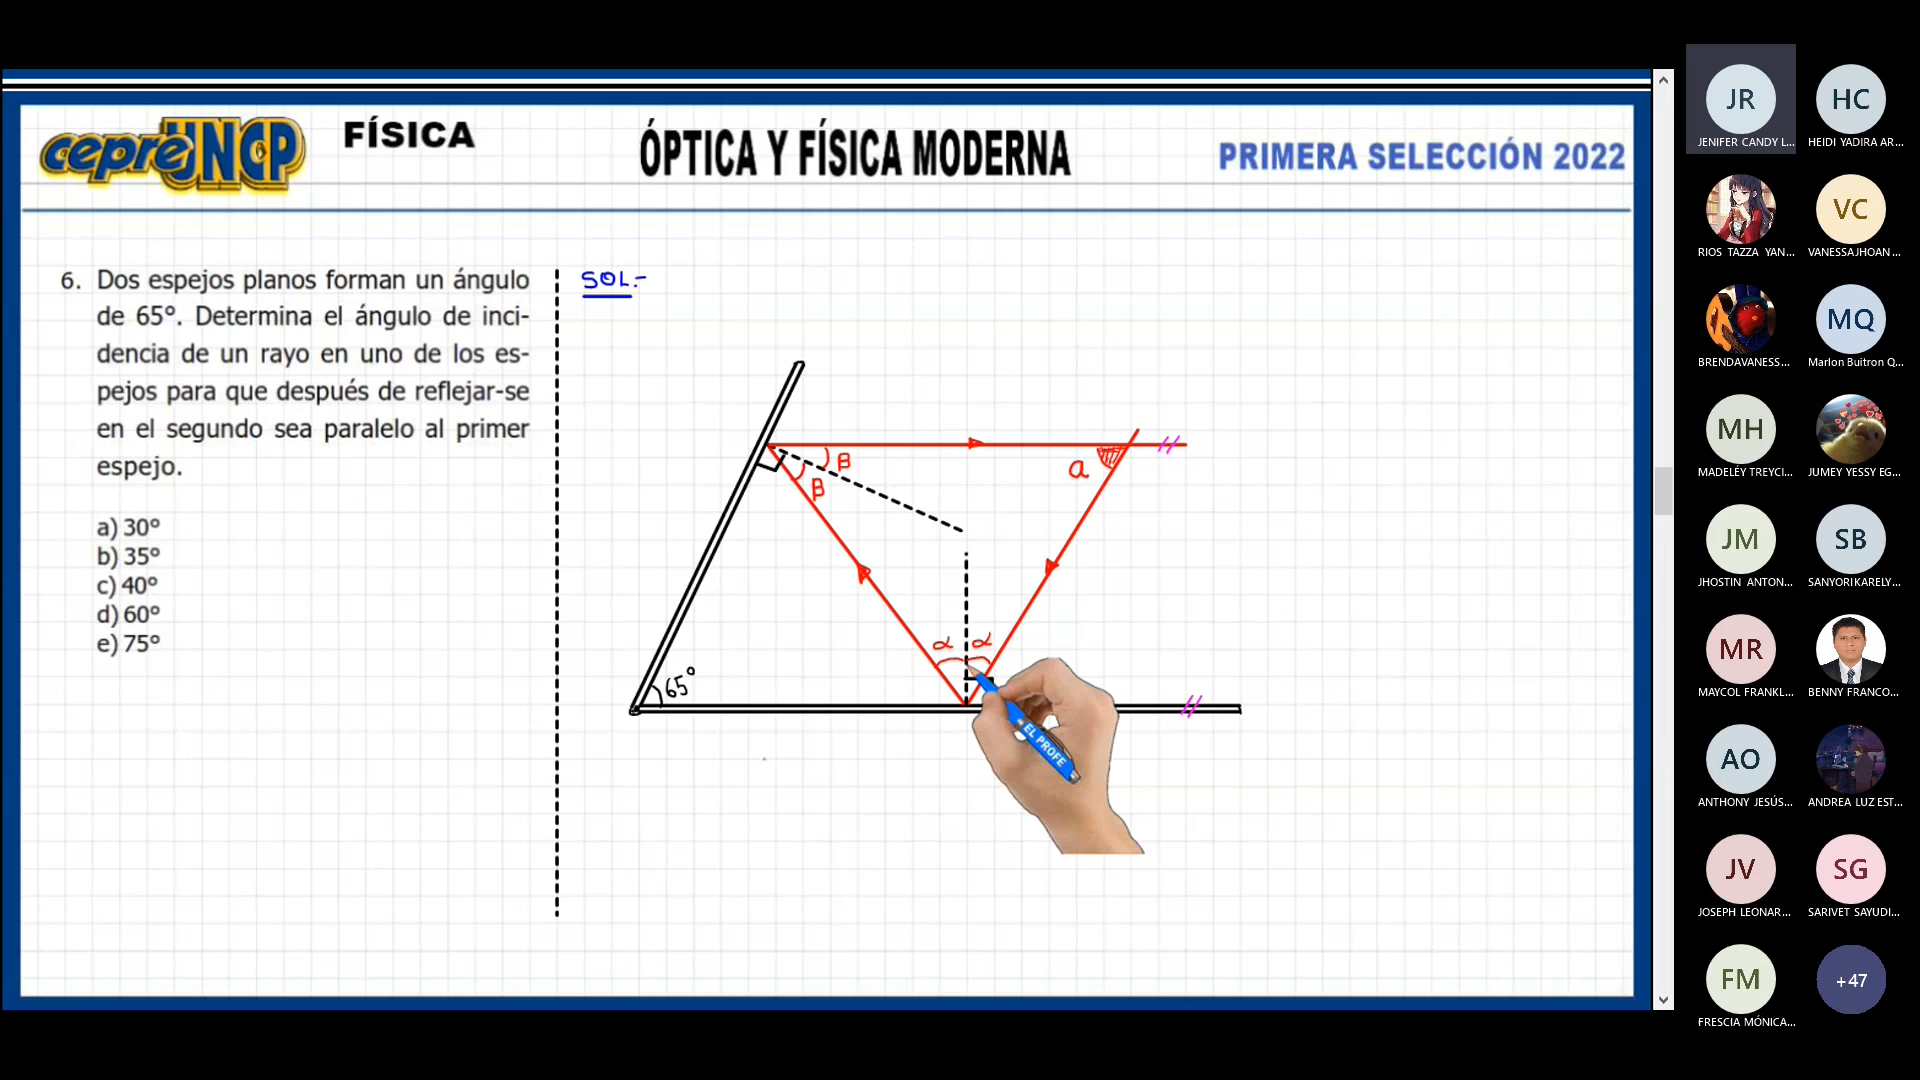 cepreUNCP
FÍSICA
ÓPTICA Y FÍSICA MODERNA
PRIMERA SELECCIÓN 2022
6. Dos espejos planos forman un ángulo
de 65°. Determina el ángulo de inci-
dencia de un rayo en uno de los es-
pejos para que después de reflejar-se
en el segundo sea paralelo al primer
espejo.
a) 30°
b) 35°
c) 40°
d) 60°
e) 75°
SOL.-
β
β
a
α α
65°
EL PROFE
JR
JENIFER CANDY L...
HC
HEIDI YADIRA AR...
RIOS TAZZA YAN...
VC
VANESSAJHOAN...
BRENDAVANESS...
MQ
Marlon Buitron Q...
MH
MADELÉY TREYCI...
JUMEY YESSY EG...
JM
JHOSTIN ANTON...
SB
SANYORIKARELY...
MR
MAYCOL FRANKL...
BENNY FRANCO...
AO
ANTHONY JESÚS...
ANDREA LUZ EST...
JV
JOSEPH LEONAR...
SG
SARIVET SAYUDI...
FM
FRESCIA MÓNICA...
+47